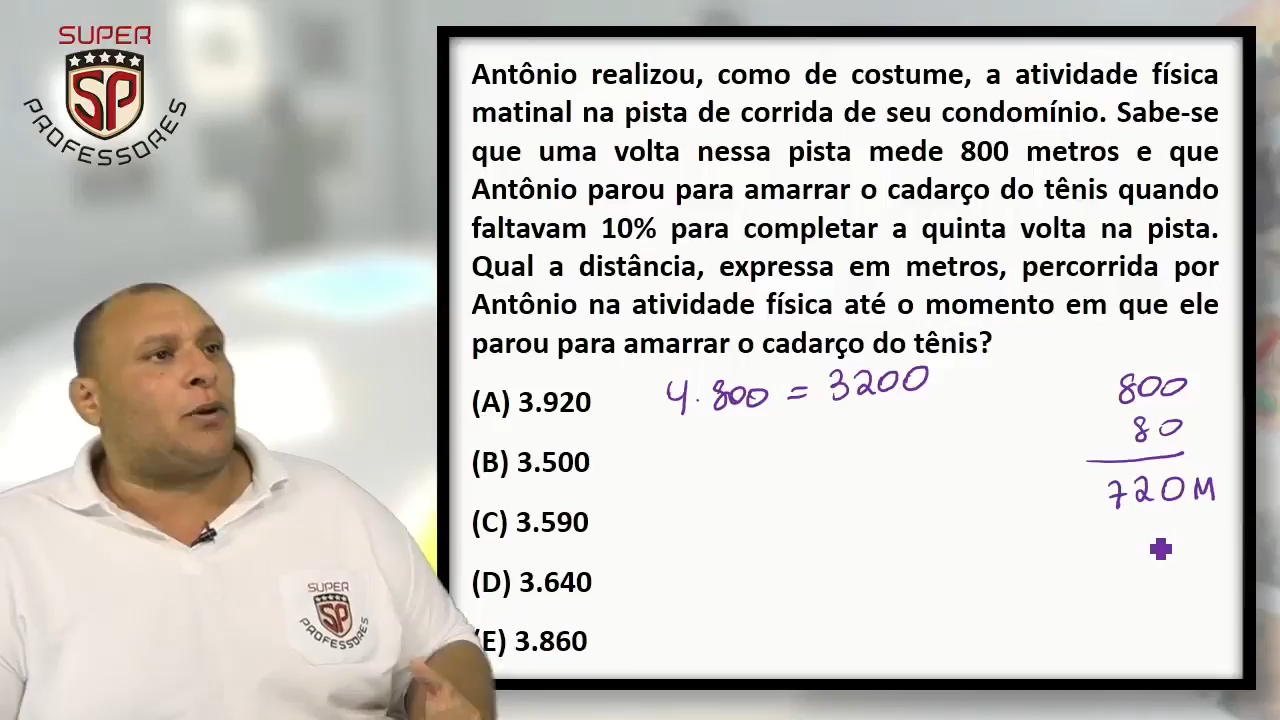 SUPER
SP
PROFESSORES
Antônio realizou, como de costume, a atividade física
matinal na pista de corrida de seu condomínio. Sabe-se
que uma volta nessa pista mede 800 metros e que
Antônio parou para amarrar o cadarço do tênis quando
faltavam 10% para completar a quinta volta na pista.
Qual a distância, expressa em metros, percorrida por
Antônio na atividade física até o momento em que ele
parou para amarrar o cadarço do tênis?
(A) 3.920
4.800 = 3200
800
80
720M
(B) 3.500
(C) 3.590
(D) 3.640
(E) 3.860
SUPER
SP
PROFESSORES